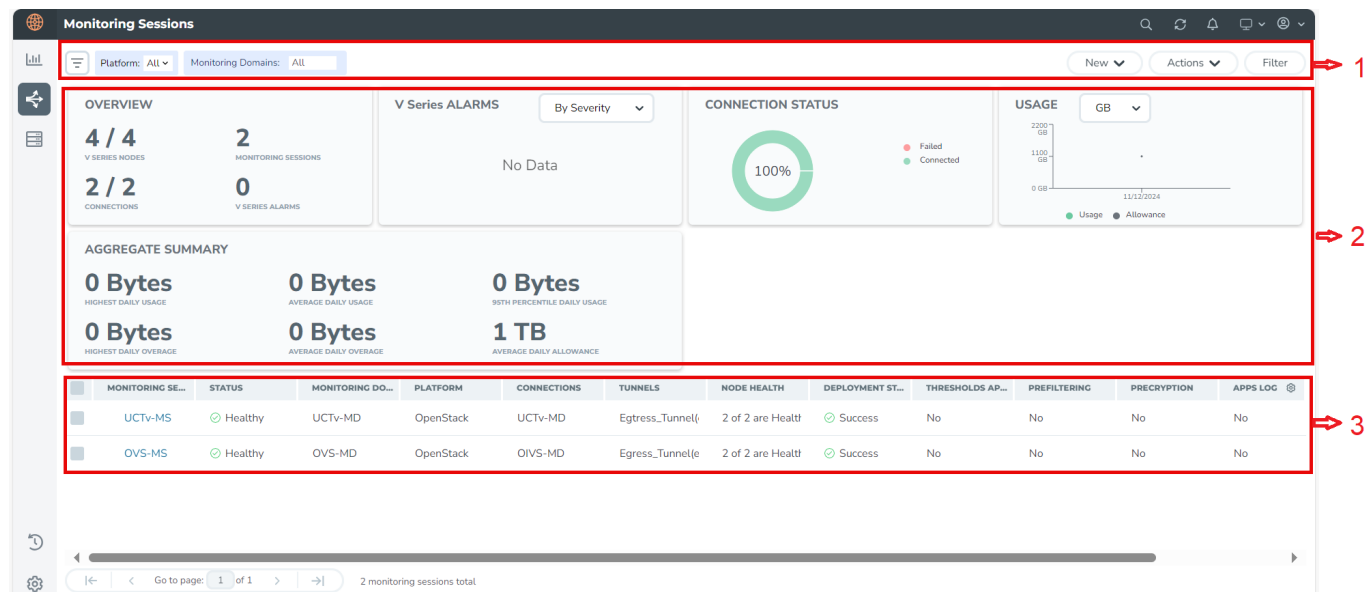 Monitoring Sessions
Platform: All Monitoring Domains: All New Actions Filter 1
OVERVIEW
4 / 4 2
V SERIES NODES MONITORING SESSIONS
2 / 2 0
CONNECTIONS V SERIES ALARMS
V Series ALARMS By Severity
No Data
CONNECTION STATUS
100%
Failed
Connected
USAGE GB
2200 GB
1100 GB
0 GB
11/12/2024
Usage Allowance
2
AGGREGATE SUMMARY
0 Bytes 0 Bytes 0 Bytes
HIGHEST DAILY USAGE AVERAGE DAILY USAGE 95TH PERCENTILE DAILY USAGE
0 Bytes 0 Bytes 1 TB
HIGHEST DAILY OVERAGE AVERAGE DAILY OVERAGE AVERAGE DAILY ALLOWANCE
MONITORING SE... STATUS MONITORING DO... PLATFORM CONNECTIONS TUNNELS NODE HEALTH DEPLOYMENT ST... THRESHOLDS AP... PREFILTERING PRECRYPTION APPS LOG
UCTv-MS Healthy UCTv-MD OpenStack UCTv-MD Egtress_Tunnel( 2 of 2 are Healtl Success No No No No
3
OVS-MS Healthy OVS-MD OpenStack OIVS-MD Egress_Tunnel(e 2 of 2 are Healtl Success No No No No
Go to page: 1 of 1 2 monitoring sessions total